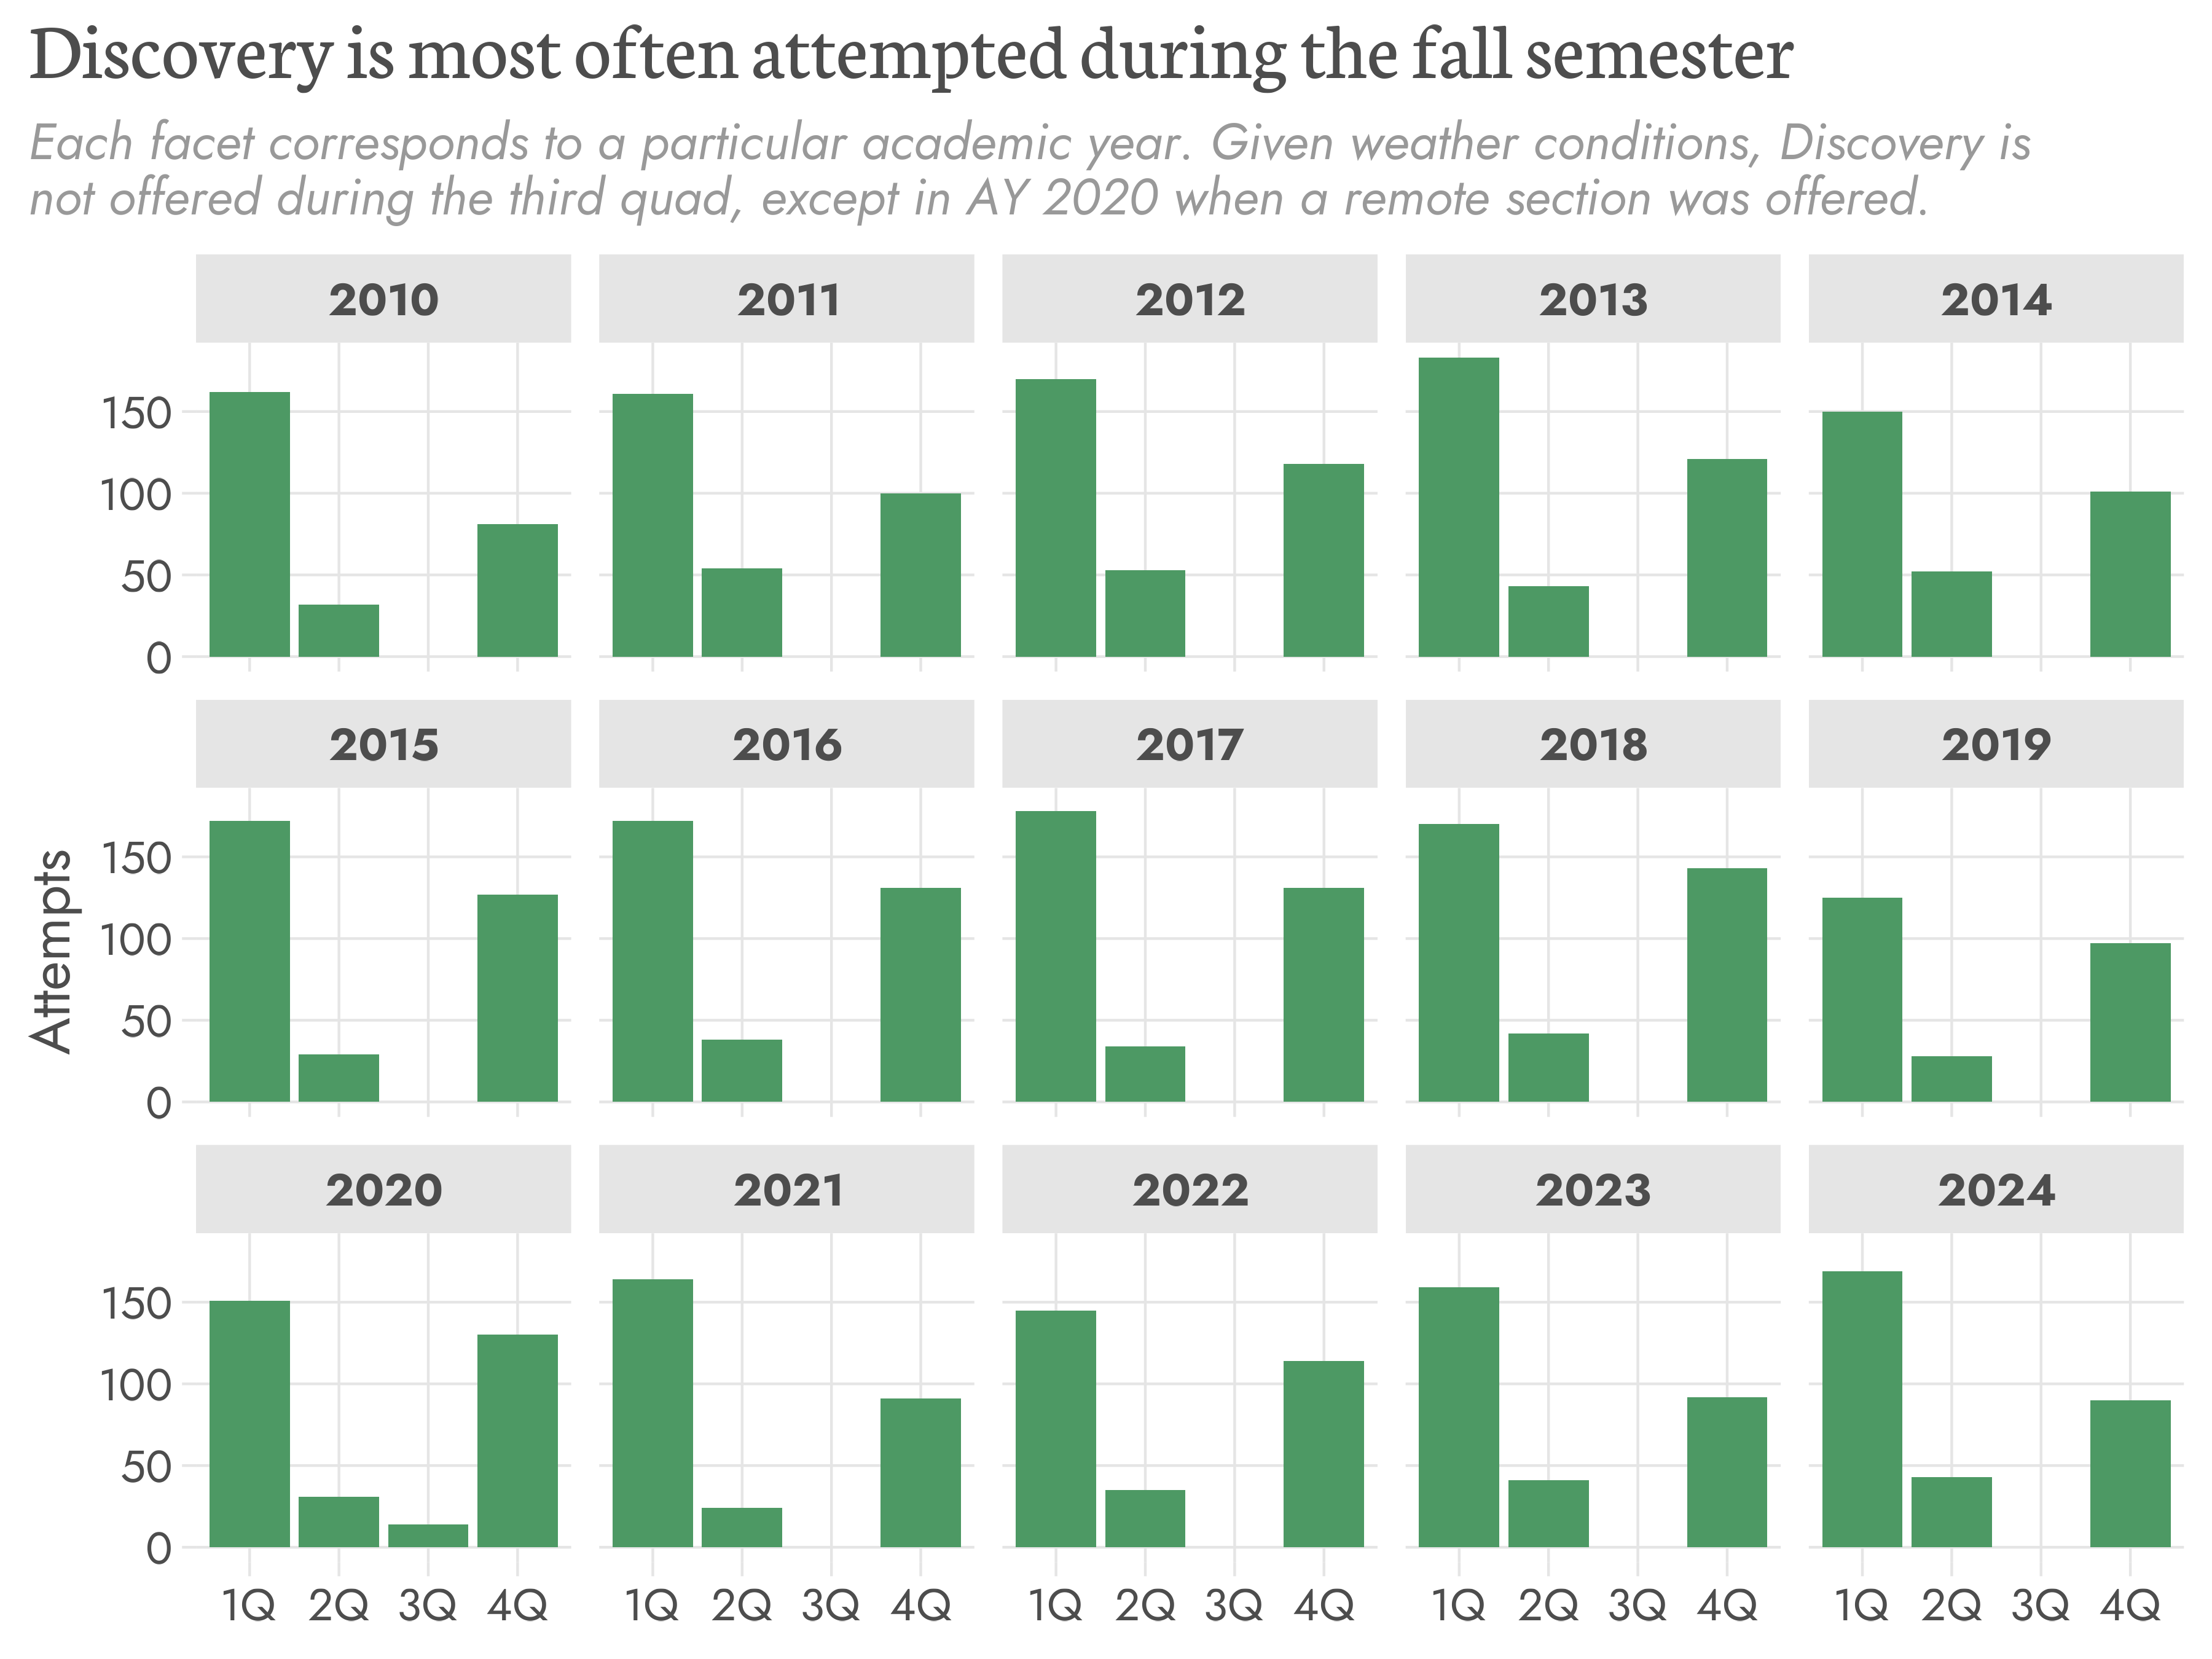 Discovery is most often attempted during the fall semester
Each facet corresponds to a particular academic year. Given weather conditions, Discovery is
not offered during the third quad, except in AY 2020 when a remote section was offered.
2010 2011 2012 2013 2014
150
100
50
0
2015 2016 2017 2018 2019
Attempts
150
100
50
0
2020 2021 2022 2023 2024
150
100
50
0
1Q 2Q 3Q 4Q 1Q 2Q 3Q 4Q 1Q 2Q 3Q 4Q 1Q 2Q 3Q 4Q 1Q 2Q 3Q 4Q